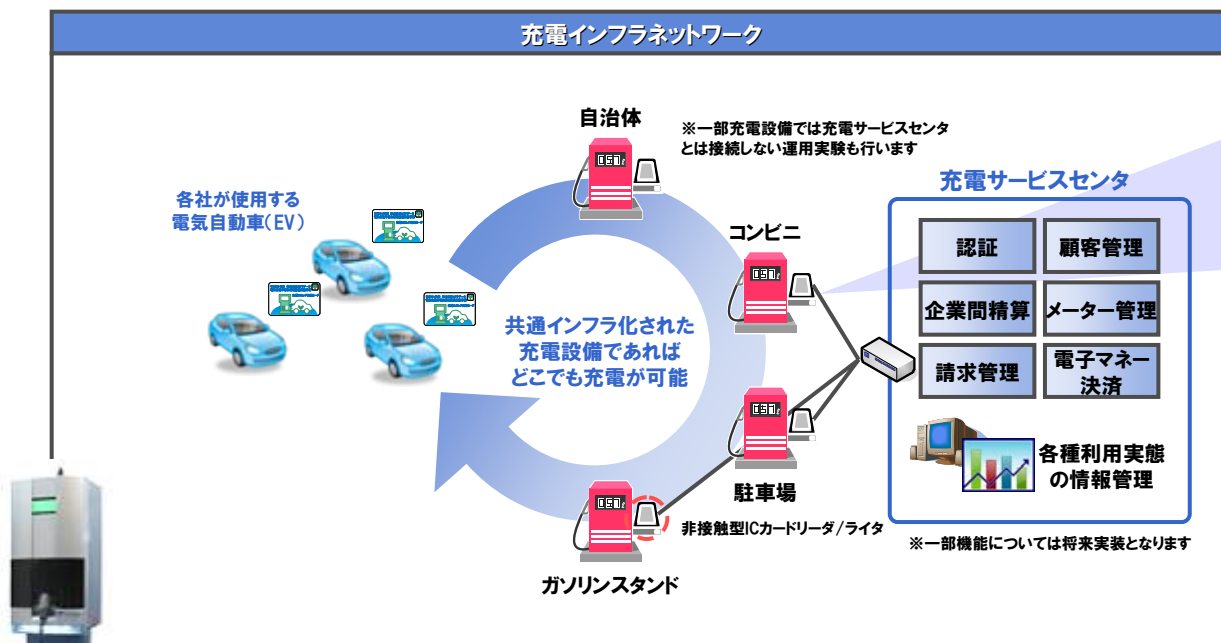 充電インフラネットワーク
自治体
※一部充電設備では充電サービスセンタ
とは接続しない運用実験も行います
充電サービスセンタ
各社が使用する
電気自動車(EV)
コンビニ
認証
顧客管理
企業間精算
メーター管理
共通インフラ化された
充電設備であれば
どこでも充電が可能
請求管理
電子マネー
決済
各種利用実態
の情報管理
駐車場
非接触型ICカードリーダ/ライタ
※一部機能については将来実装となります
ガソリンスタンド